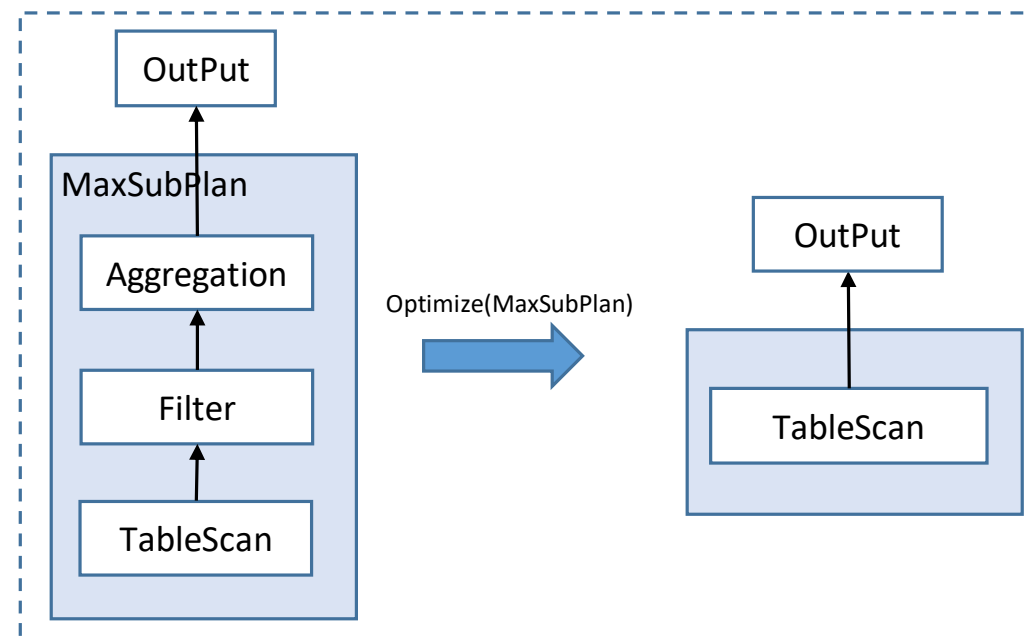 OutPut
MaxSubPlan
Aggregation
Filter
TableScan
Optimize(MaxSubPlan)
OutPut
TableScan